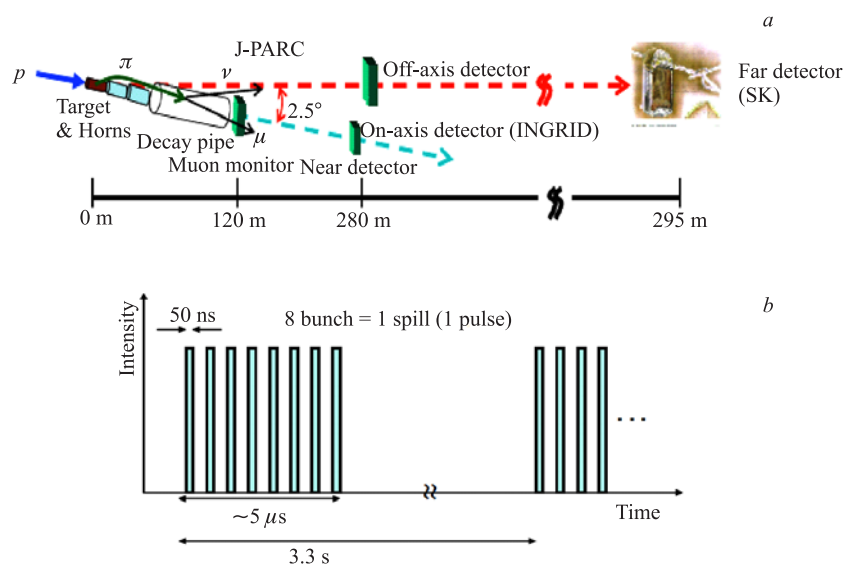 a
J-PARC
π
p
ν
Off-axis detector
Far detector
(SK)
2.5°
Target
& Horns
On-axis detector (INGRID)
Decay pipe
μ
Muon monitor
Near detector
0 m
120 m
280 m
295 m
b
50 ns
8 bunch = 1 spill (1 pulse)
Intensity
...
~5 μs
Time
3.3 s